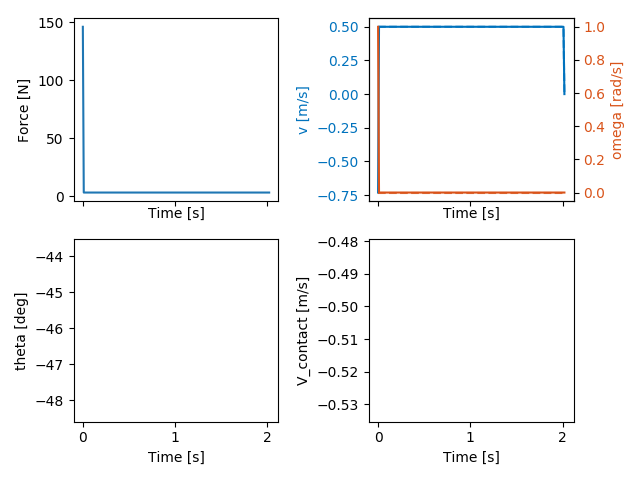 150
100
50
0
Force [N]
Time [s]
0.50
0.25
0.00
−0.25
−0.50
−0.75
v [m/s]
1.0
0.8
0.6
0.4
0.2
0.0
omega [rad/s]
Time [s]
−44
−45
−46
−47
−48
theta [deg]
0 1 2
Time [s]
−0.48
−0.49
−0.50
−0.51
−0.52
−0.53
V_contact [m/s]
0 1 2
Time [s]